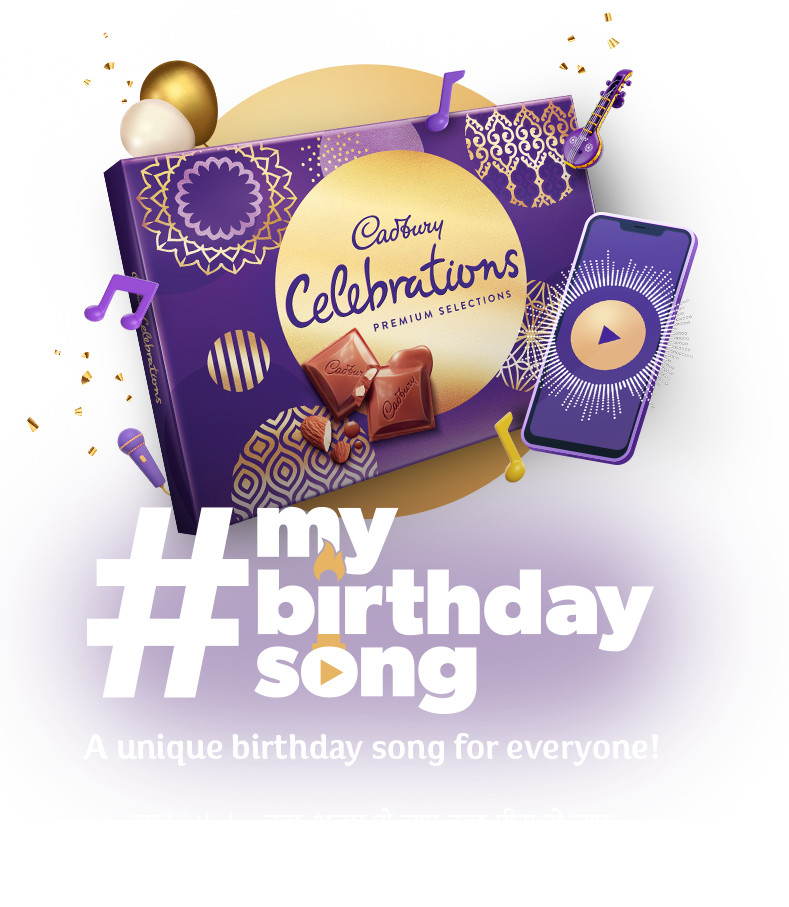 Cadbury
Celebrations
PREMIUM SELECTIONS
Celebrations
Cadbury
Cadbury
#my
birthday
song
A unique birthday song for everyone!